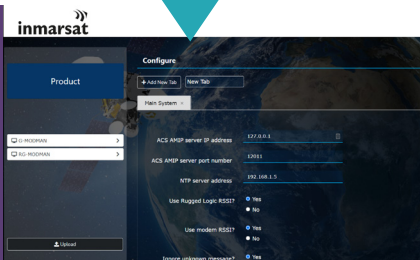 inmarsat
Configure
Product
+ Add New Tab
New Tab
Main System ×
G-MODMAN
RG-MODMAN
ACS AMIP server IP address
127.0.0.1
ACS AMIP server port number
12011
NTP server address
192.168.1.5
Use Rugged Logic RSSI?
Yes
No
Use modem RSSI?
Yes
No
Upload
Ignore unknown message?
Yes